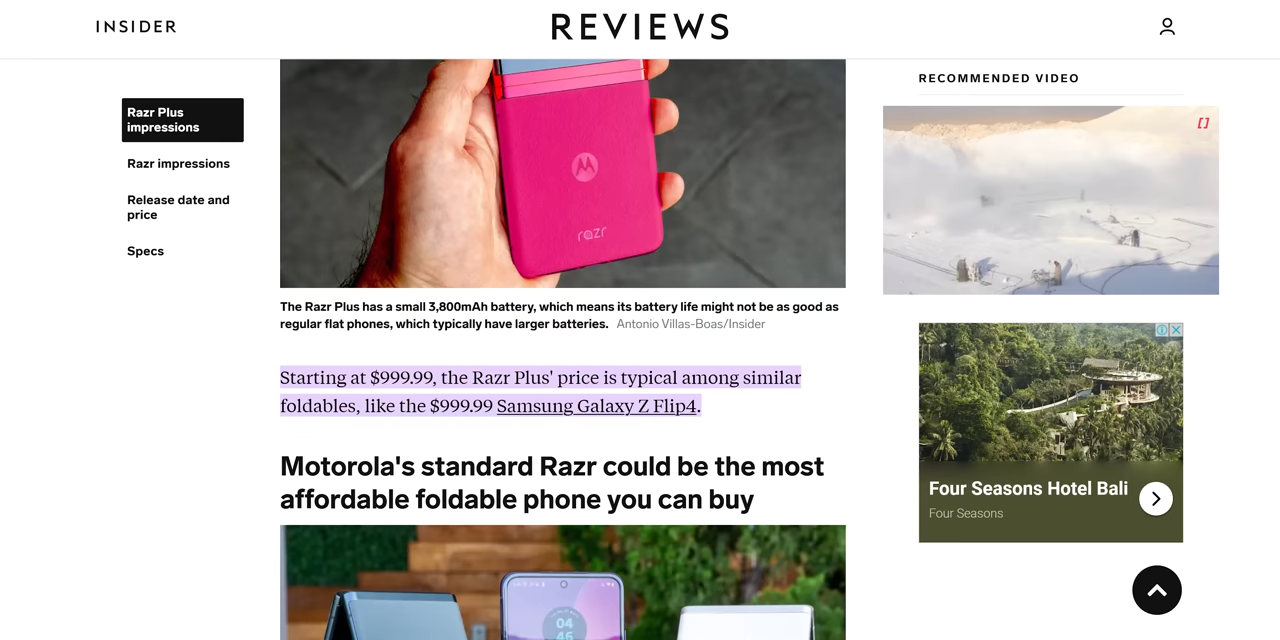 INSIDER
REVIEWS
Razr Plus
impressions
Razr impressions
Release date and
price
Specs
razr
The Razr Plus has a small 3,800mAh battery, which means its battery life might not be as good as
regular flat phones, which typically have larger batteries. Antonio Villas-Boas/Insider
Starting at $999.99, the Razr Plus' price is typical among similar
foldables, like the $999.99 Samsung Galaxy Z Flip4.
Motorola's standard Razr could be the most
affordable foldable phone you can buy
04
46
RECOMMENDED VIDEO
[ ]
Four Seasons Hotel Bali
Four Seasons